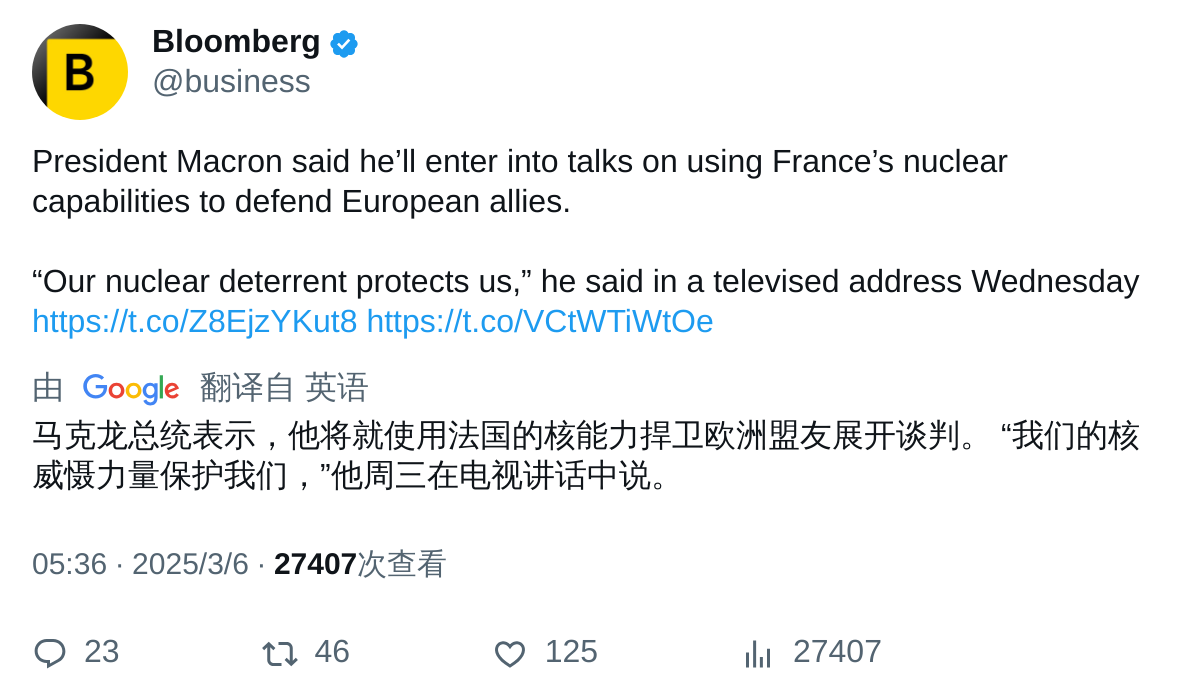 B
Bloomberg
@business
President Macron said he’ll enter into talks on using France’s nuclear
capabilities to defend European allies.
“Our nuclear deterrent protects us,” he said in a televised address Wednesday
https://t.co/Z8EjzYKut8 https://t.co/VCtWTiWtOe
由 Google 翻译自 英语
马克龙总统表示，他将就使用法国的核能力捍卫欧洲盟友展开谈判。 “我们的核
威慑力量保护我们，”他周三在电视讲话中说。
05:36 · 2025/3/6 · 27407次查看
23 46 125 27407